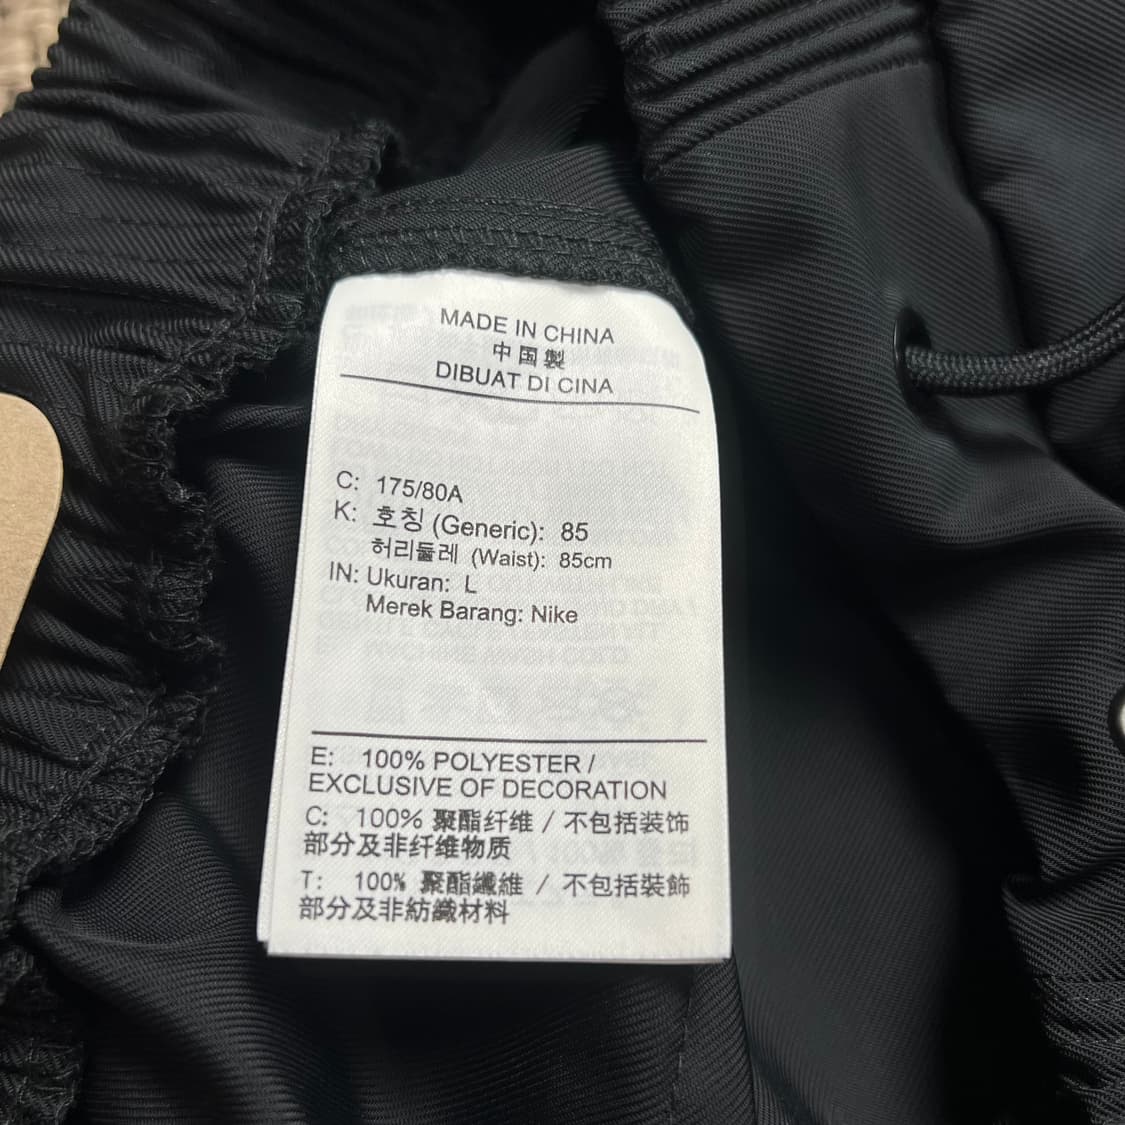 MADE IN CHINA
中国製
DIBUAT DI CINA
C: 175/80A
K: 호칭 (Generic): 85
허리둘레 (Waist): 85cm
IN: Ukuran: L
Merek Barang: Nike
E: 100% POLYESTER /
EXCLUSIVE OF DECORATION
C: 100% 聚酯纤维 / 不包括装饰
部分及非纤维物质
T: 100% 聚酯纖維 / 不包括裝飾
部分及非紡織材料